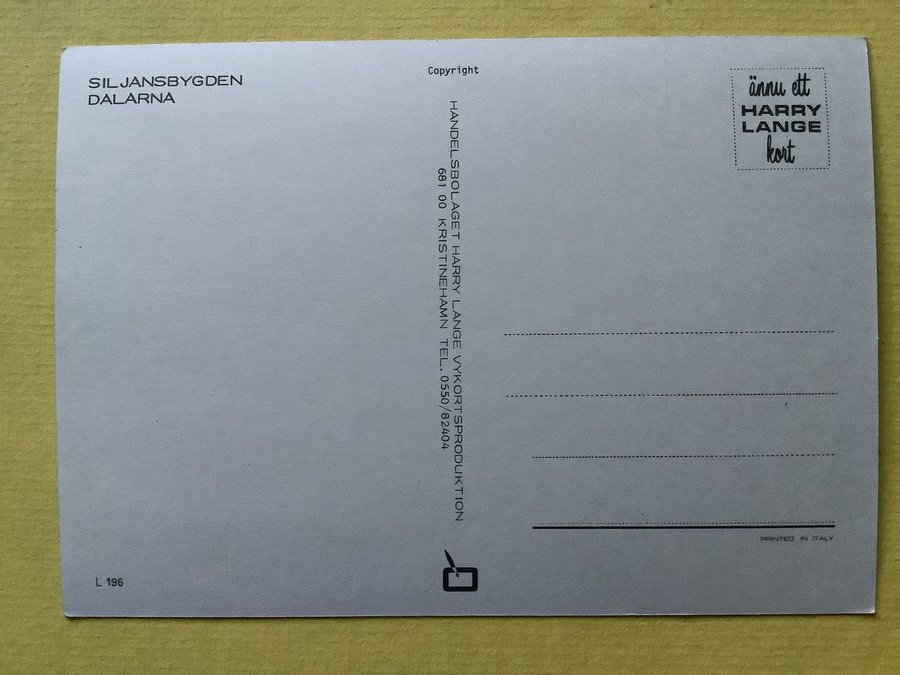 SILJANSBYGDEN
DALARNA
Copyright
HANDELSBOLAGET HARRY LANGE VYKORTSPRODUKTION
681 00 KRISTINEHAMN TEL. 0550/82404
ännu ett
HARRY
LANGE
kort
PRINTED IN ITALY
L 196